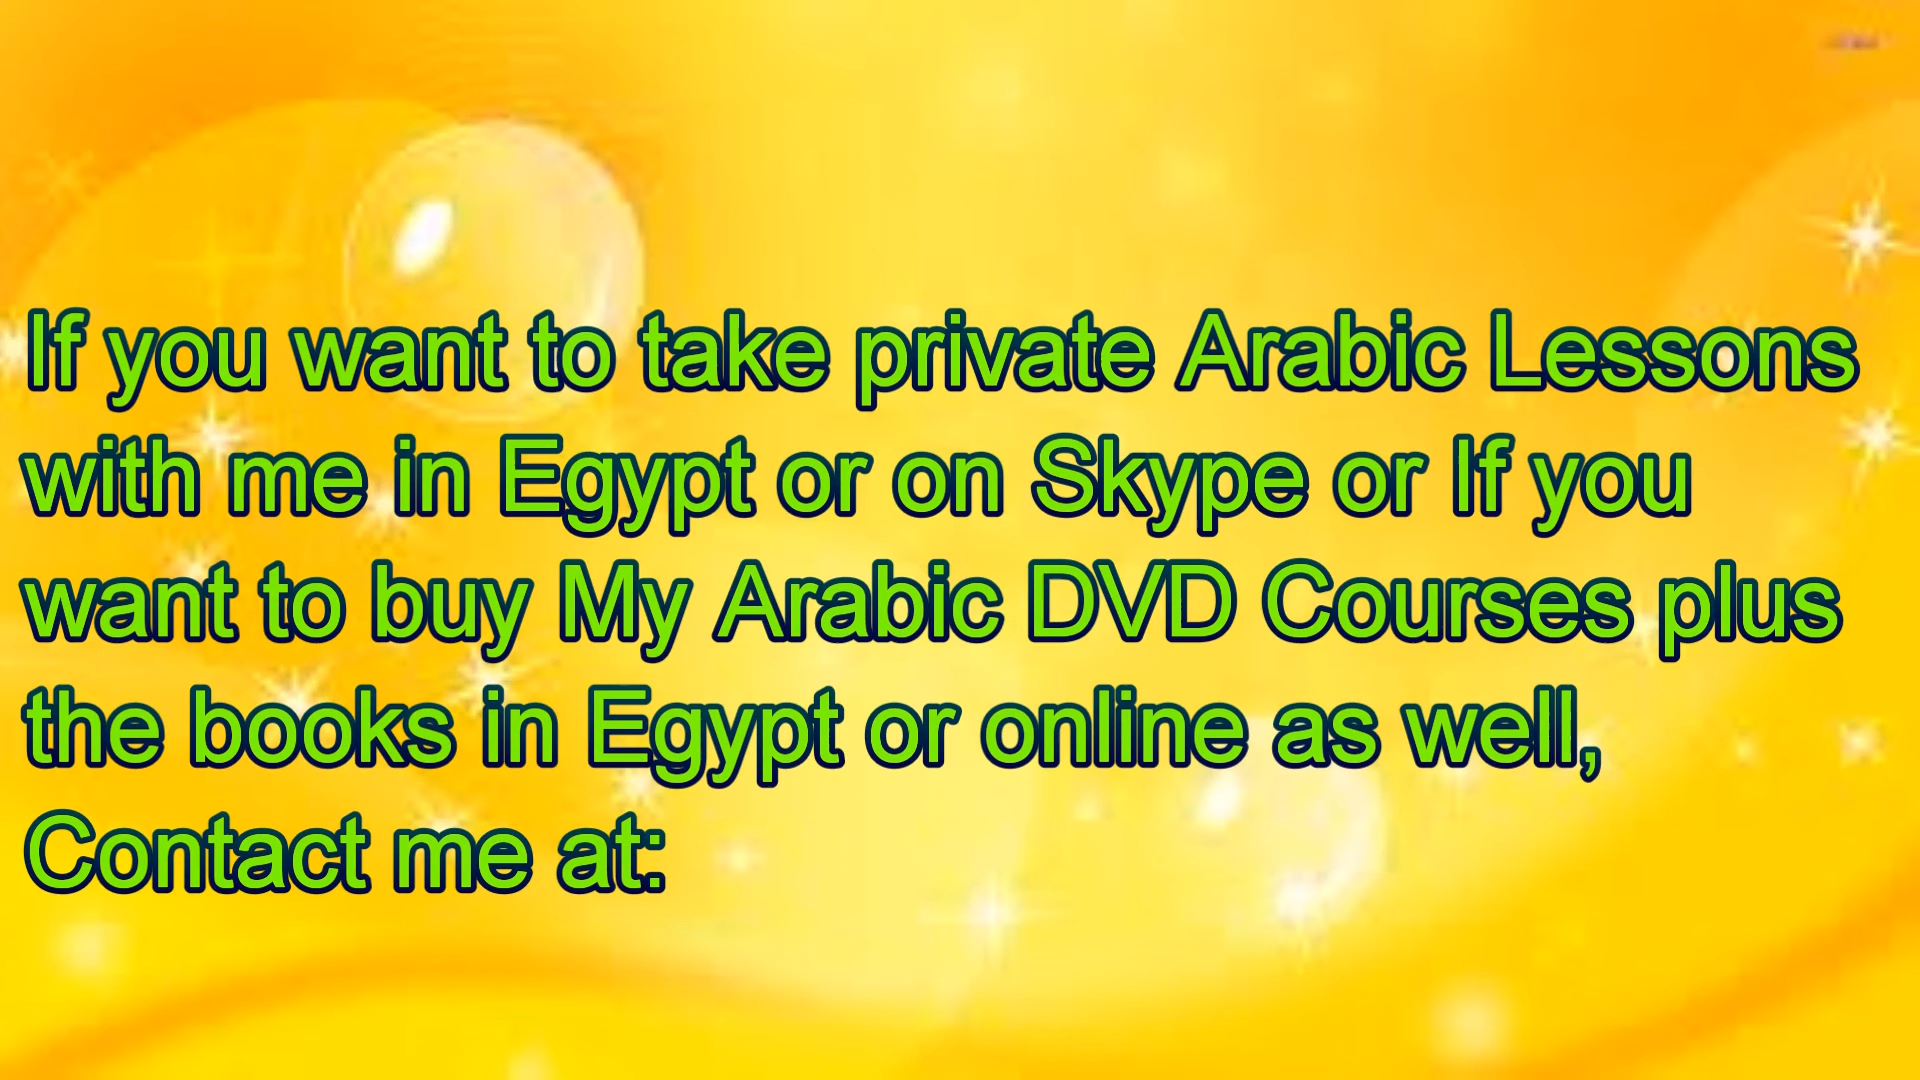 If you want to take private Arabic Lessons
with me in Egypt or on Skype or If you
want to buy My Arabic DVD Courses plus
the books in Egypt or online as well,
Contact me at: